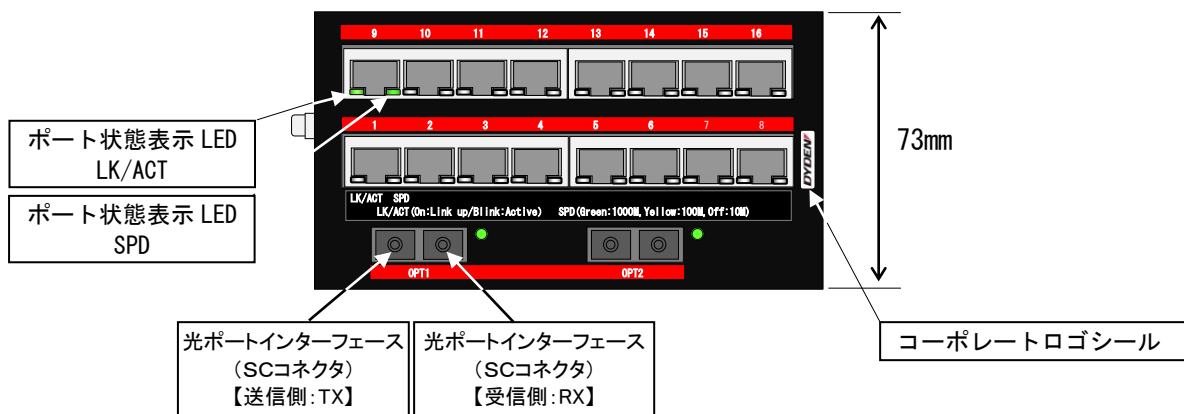 9 10 11 12 13 14 15 16
ポート状態表示 LED
LK/ACT
ポート状態表示 LED
SPD
1 2 3 4 5 6 7 8
DYDEN
73mm
LK/ACT SPD
LK/ACT(On:Link up/Blink:Active) SPD(Green:1000M,Yellow:100M,Off:10M)
OPT1 OPT2
光ポートインターフェース
(SCコネクタ)
【送信側:TX】
光ポートインターフェース
(SCコネクタ)
【受信側:RX】
コーポレートロゴシール